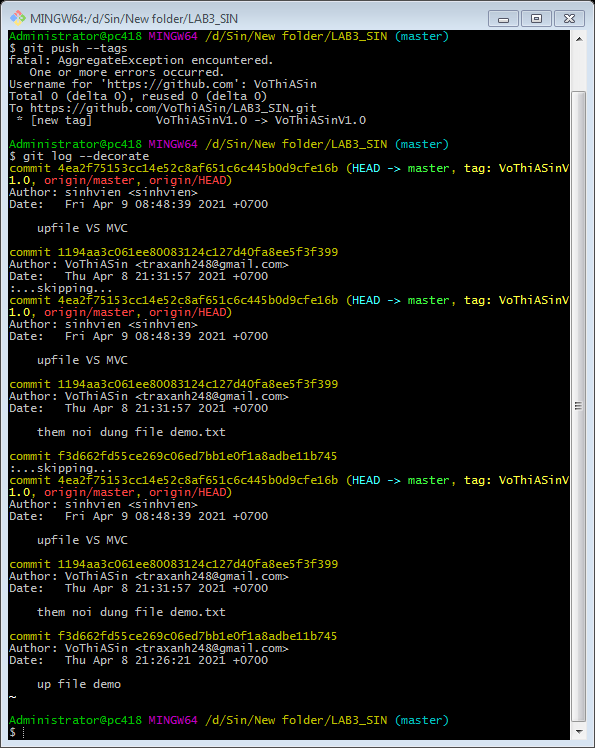 MINGW64:/d/Sin/New folder/LAB3_SIN
Administrator@pc418 MINGW64 /d/Sin/New folder/LAB3_SIN (master)
$ git push --tags
fatal: AggregateException encountered.
   One or more errors occurred.
Username for 'https://github.com': VoThiASin
Total 0 (delta 0), reused 0 (delta 0)
To https://github.com/VoThiASin/LAB3_SIN.git
 * [new tag]         VoThiASinV1.0 -> VoThiASinV1.0
Administrator@pc418 MINGW64 /d/Sin/New folder/LAB3_SIN (master)
$ git log --decorate
commit 4ea2f75153cc14e52c8af651c6c445b0d9cfe16b (HEAD -> master, tag: VoThiASinV
1.0, origin/master, origin/HEAD)
Author: sinhvien <sinhvien>
Date:   Fri Apr 9 08:48:39 2021 +0700
    upfile VS MVC
commit 1194aa3c061ee80083124c127d40fa8ee5f3f399
Author: VoThiASin <traxanh248@gmail.com>
Date:   Thu Apr 8 21:31:57 2021 +0700
:...skipping...
commit 4ea2f75153cc14e52c8af651c6c445b0d9cfe16b (HEAD -> master, tag: VoThiASinV
1.0, origin/master, origin/HEAD)
Author: sinhvien <sinhvien>
Date:   Fri Apr 9 08:48:39 2021 +0700
    upfile VS MVC
commit 1194aa3c061ee80083124c127d40fa8ee5f3f399
Author: VoThiASin <traxanh248@gmail.com>
Date:   Thu Apr 8 21:31:57 2021 +0700
    them noi dung file demo.txt
commit f3d662fd55ce269c06ed7bb1e0f1a8adbe11b745
:...skipping...
commit 4ea2f75153cc14e52c8af651c6c445b0d9cfe16b (HEAD -> master, tag: VoThiASinV
1.0, origin/master, origin/HEAD)
Author: sinhvien <sinhvien>
Date:   Fri Apr 9 08:48:39 2021 +0700
    upfile VS MVC
commit 1194aa3c061ee80083124c127d40fa8ee5f3f399
Author: VoThiASin <traxanh248@gmail.com>
Date:   Thu Apr 8 21:31:57 2021 +0700
    them noi dung file demo.txt
commit f3d662fd55ce269c06ed7bb1e0f1a8adbe11b745
Author: VoThiASin <traxanh248@gmail.com>
Date:   Thu Apr 8 21:26:21 2021 +0700
    up file demo
~
Administrator@pc418 MINGW64 /d/Sin/New folder/LAB3_SIN (master)
$